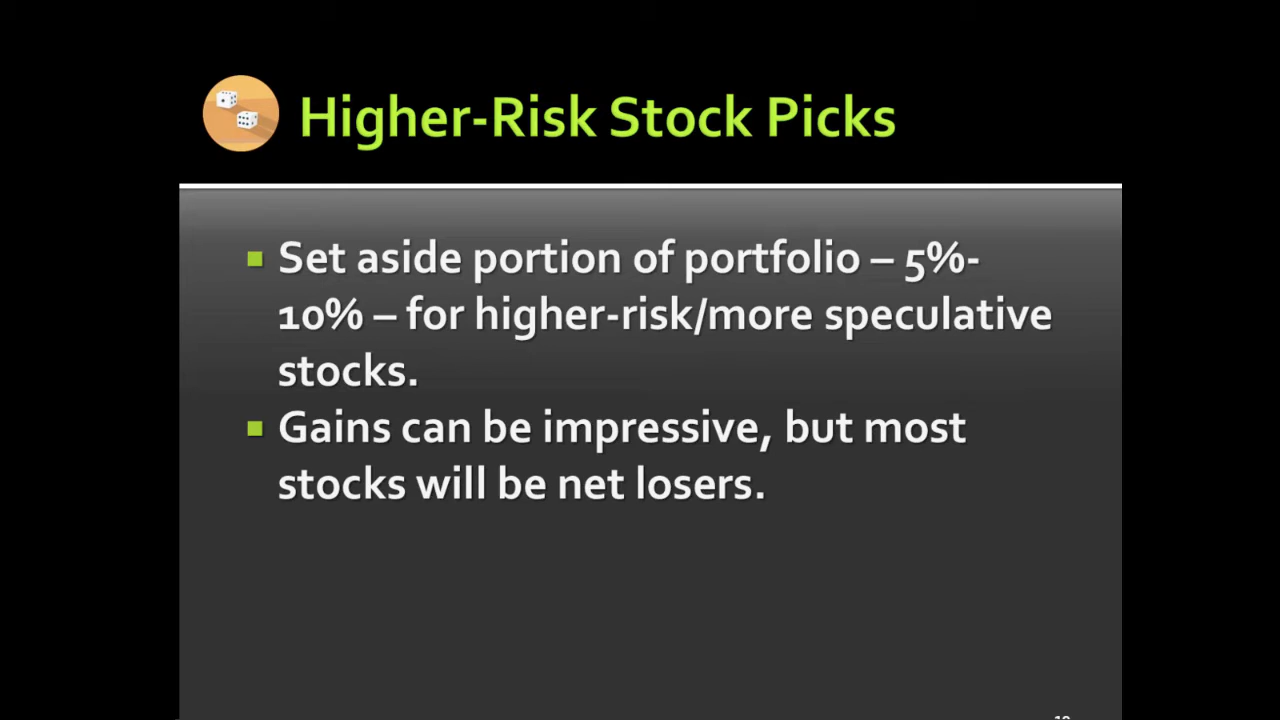 Higher-Risk Stock Picks
Set aside portion of portfolio – 5%-
10% – for higher-risk/more speculative
stocks.
Gains can be impressive, but most
stocks will be net losers.